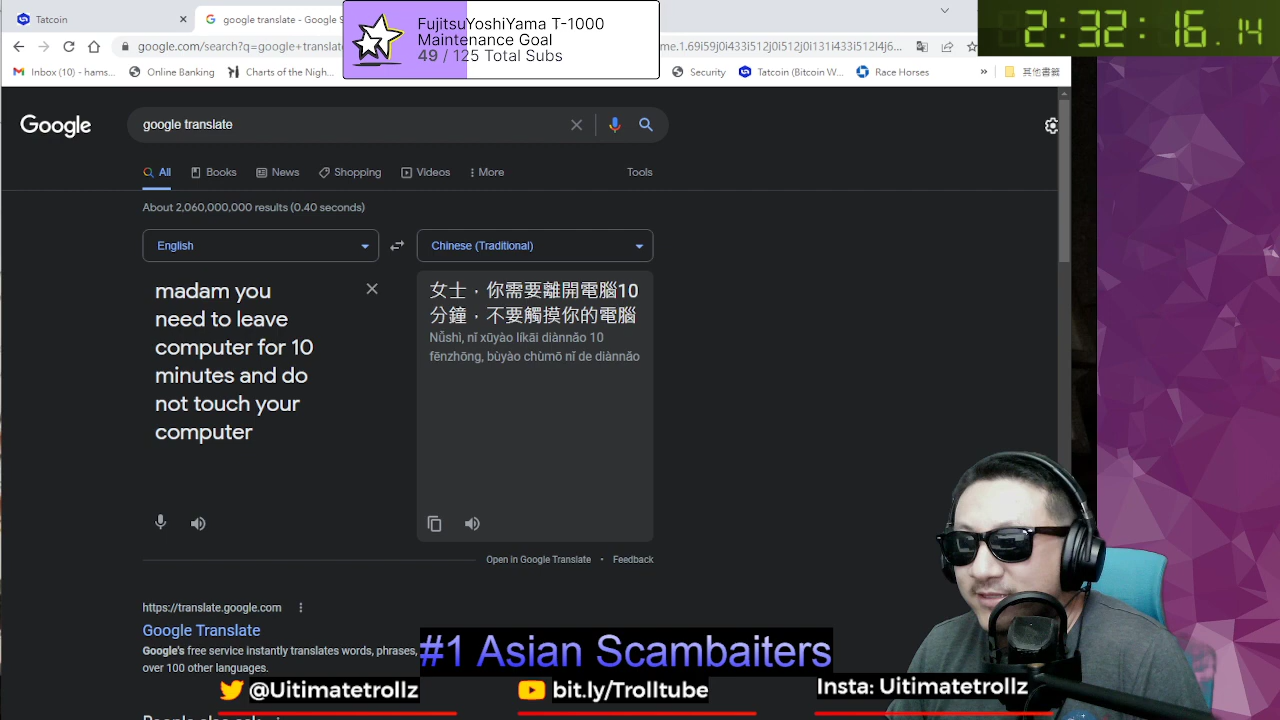 Tatcoin
google translate - Google S
FujitsuYoshiYama T-1000
Maintenance Goal
49 / 125 Total Subs
2:32:16.14
google.com/search?q=google+translate
me.1.69i59j0i433i512j0i512j0i131i433i512l4j6...
Inbox (10) - hams...
Online Banking
Charts of the Nigh...
Security
Tatcoin (Bitcoin W...
Race Horses
»
其他書籤
Google
google translate
All
Books
News
Shopping
Videos
More
Tools
About 2,060,000,000 results (0.40 seconds)
English
Chinese (Traditional)
madam you
need to leave
computer for 10
minutes and do
not touch your
computer
女士，你需要離開電腦10
分鐘，不要觸摸你的電腦
Nǚshì, nǐ xūyào líkāi diànnǎo 10
fēnzhōng, bùyào chùmō nǐ de diànnǎo
Open in Google Translate • Feedback
https://translate.google.com
Google Translate
Google's free service instantly translates words, phrases,
over 100 other languages.
#1 Asian Scambaiters
@Uitimatetrollz
bit.ly/Trolltube
Insta: Uitimatetrollz